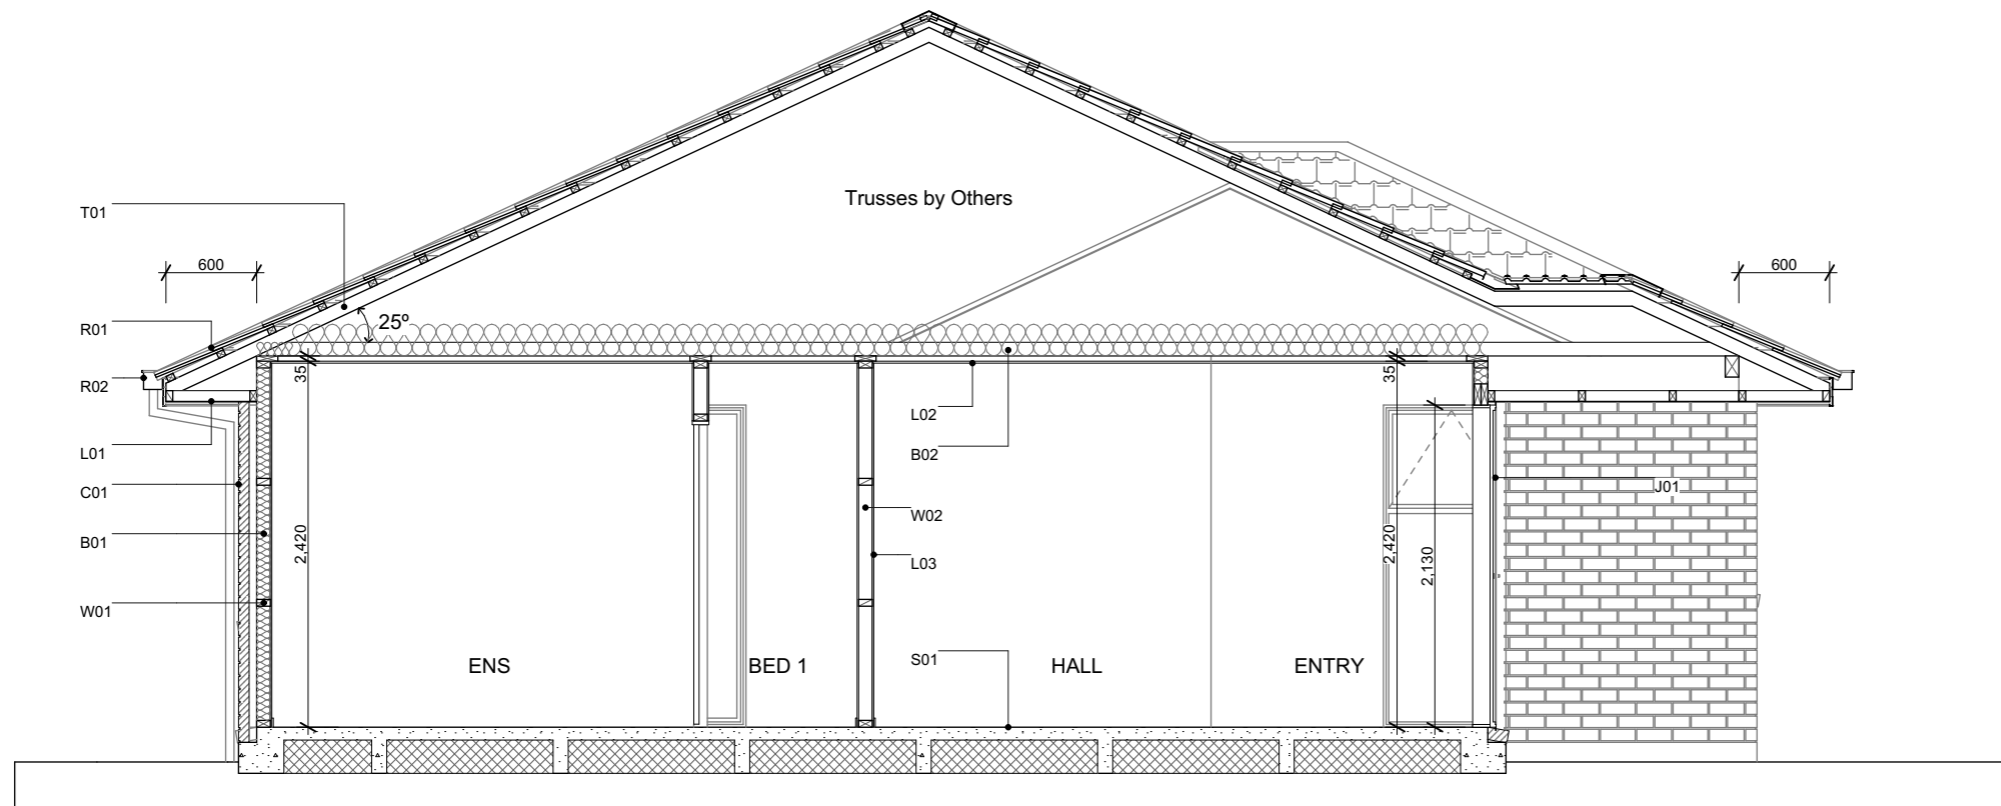 Trusses by Others
T01
600
600
R01
25º
R02
35
35
L01
L02
B02
C01
J01
W02
B01
2,420
2,420
2,130
L03
W01
S01
ENS
BED 1
HALL
ENTRY